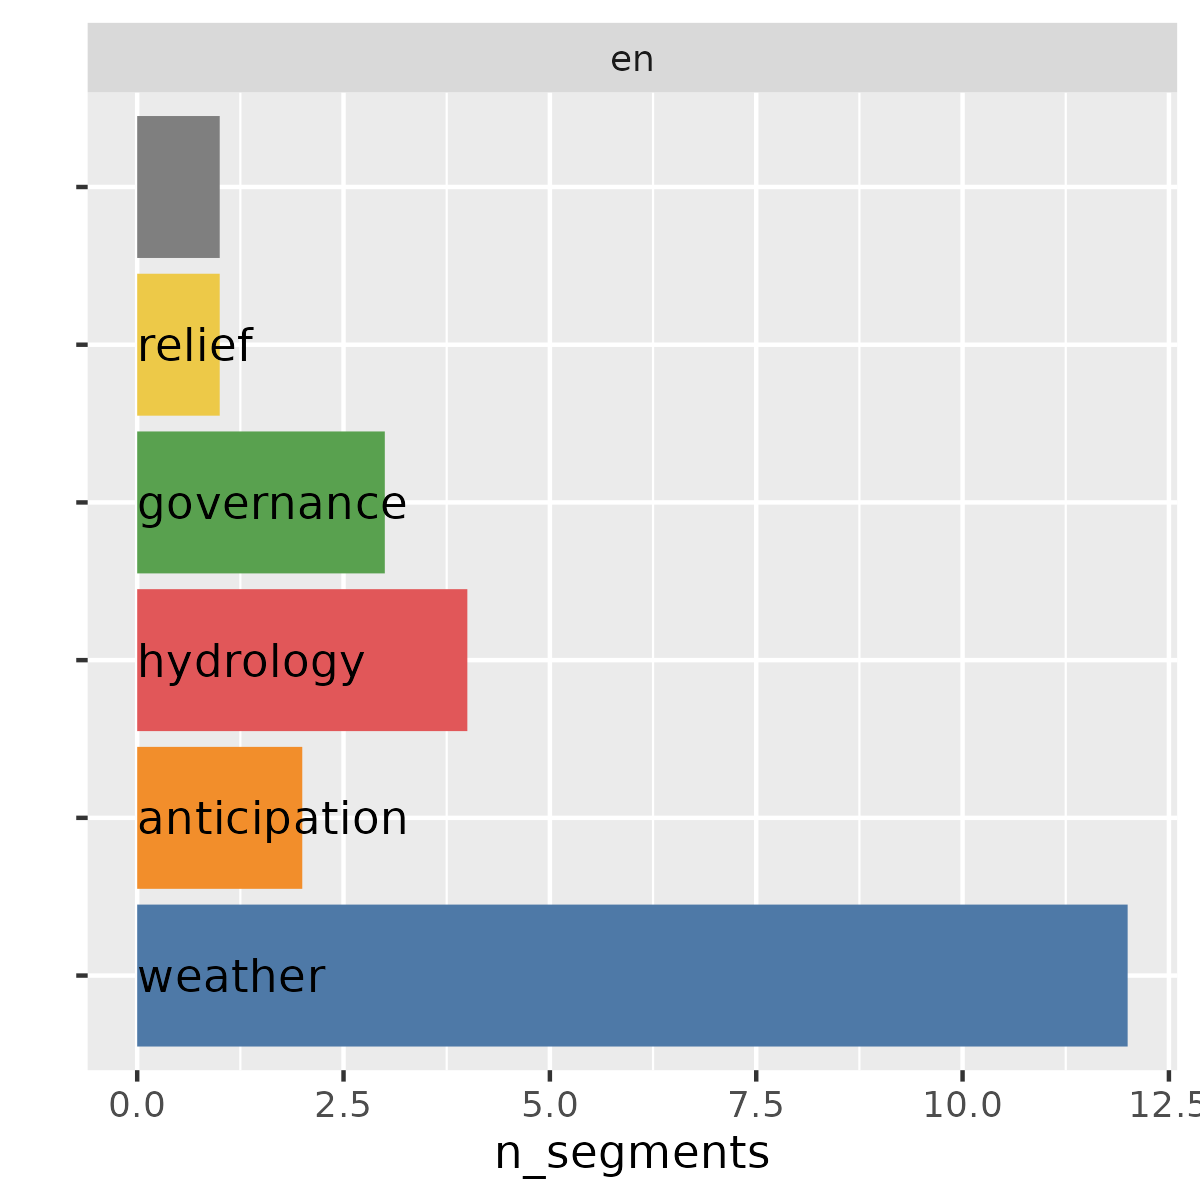 en
relief
governance
hydrology
anticipation
weather
0.0 2.5 5.0 7.5 10.0 12.5
n_segments